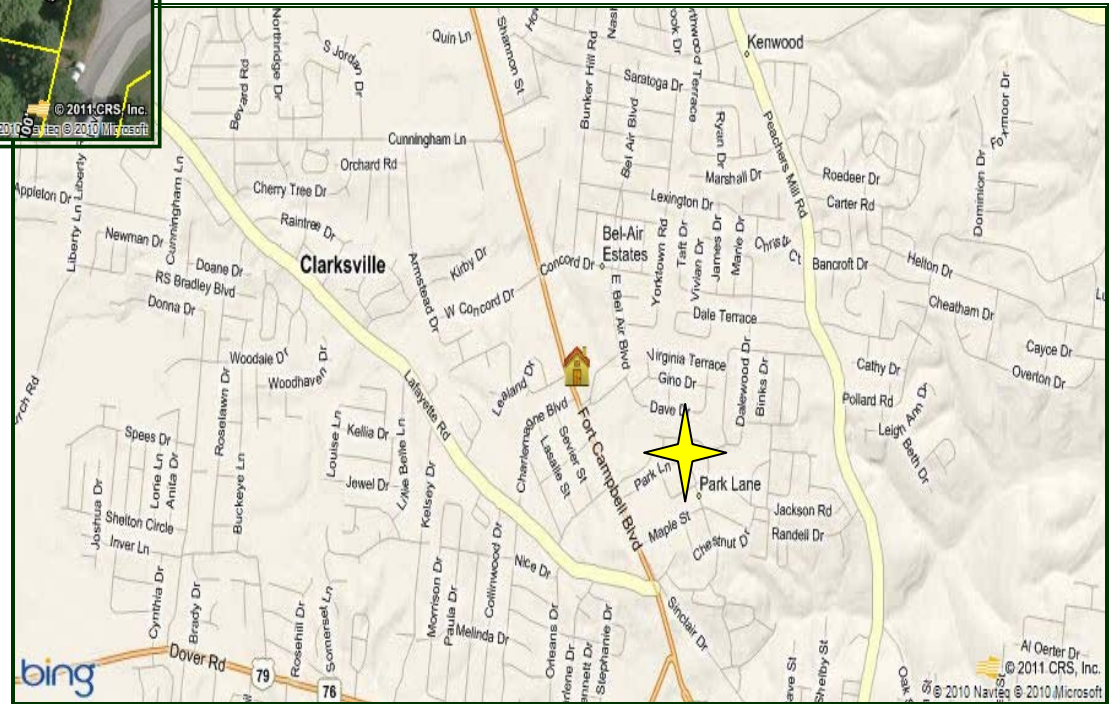 © 2011 CRS, Inc.
© 2010 Navteq © 2010 Microsoft
Quin Ln
Shannon St
Northridge Dr
S Jordan Dr
Bevard Rd
Bunker Hill Rd
Kenwood
Saratoga Dr
Bel Air Blvd
Ryan Dr
Peachers Mill Rd
Cunningham Ln
Orchard Rd
Cherry Tree Dr
Raintree Dr
Marshall Dr
Roedeer Dr
Carter Rd
Dominion Dr
Appleton Dr
Liberty Ln
Cunningham Ln
Newman Dr
Doane Dr
RS Bradley Blvd
Donna Dr
Clarksville
Armstead Dr
Kirby Dr
W Concord Dr
Concord Dr
Bel-Air
Estates
Lexington Dr
Yorktown Rd
Taft Dr
Vivian Dr
James Dr
Marie Dr
Christy Ct
Bancroft Dr
Helton Dr
Cheatham Dr
E Bel Air Blvd
Dale Terrace
Virginia Terrace
Gino Dr
Dalewood Dr
Binks Dr
Cathy Dr
Cayce Dr
Overton Dr
Pollard Rd
Leigh Ann Dr
Beth Dr
Woodale Dr
Woodhaven Dr
Roselawn Dr
Lafayette Rd
Lealand Dr
Charlemagne Blvd
Sevier St
Lasalle St
Fort Campbell Blvd
Park Ln
Park Lane
Maple St
Chestnut Dr
Jackson Rd
Randell Dr
Spees Dr
Lone Ln
Anita Dr
Buckeye Ln
Louise Ln
Kellia Dr
Jewel Dr
Kelsey Dr
Joshua Dr
Shelton Circle
Inver Ln
Cynthia Dr
Brady Dr
Nice Dr
Collinwood Dr
Morrison Dr
Paula Dr
Melinda Dr
Orleans Dr
Stephanie Dr
Sinclair Dr
Rosehill Dr
Dover Rd
79
76
Shelby St
Al Oerter Dr
bing
© 2011 CRS, Inc.
© 2010 Navteq © 2010 Microsoft